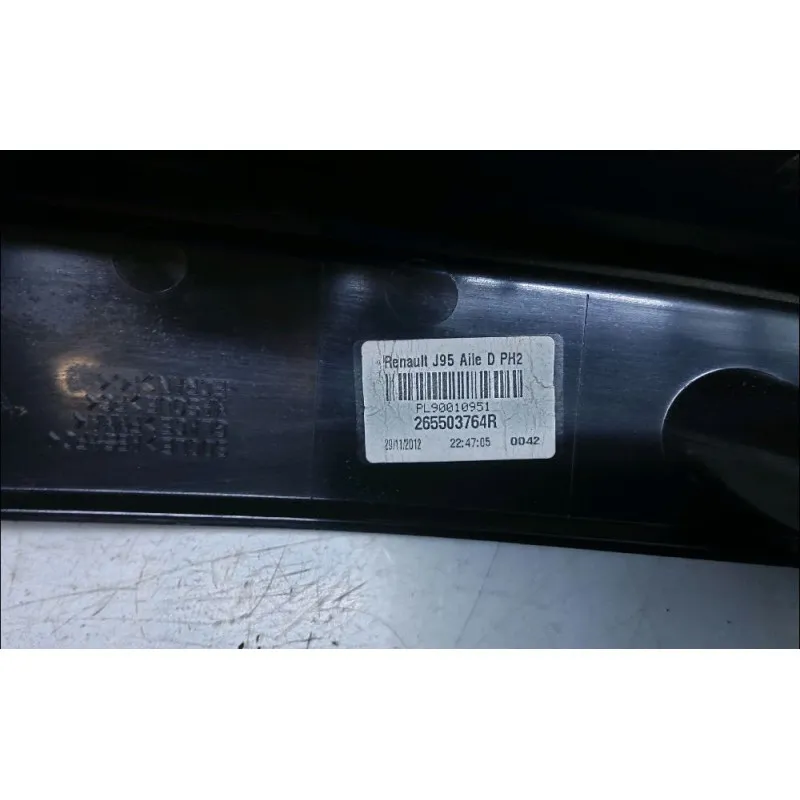 Renault J95 Aile D PH2
PL90010951
265503764R
29/11/2012 22:47:05 0042